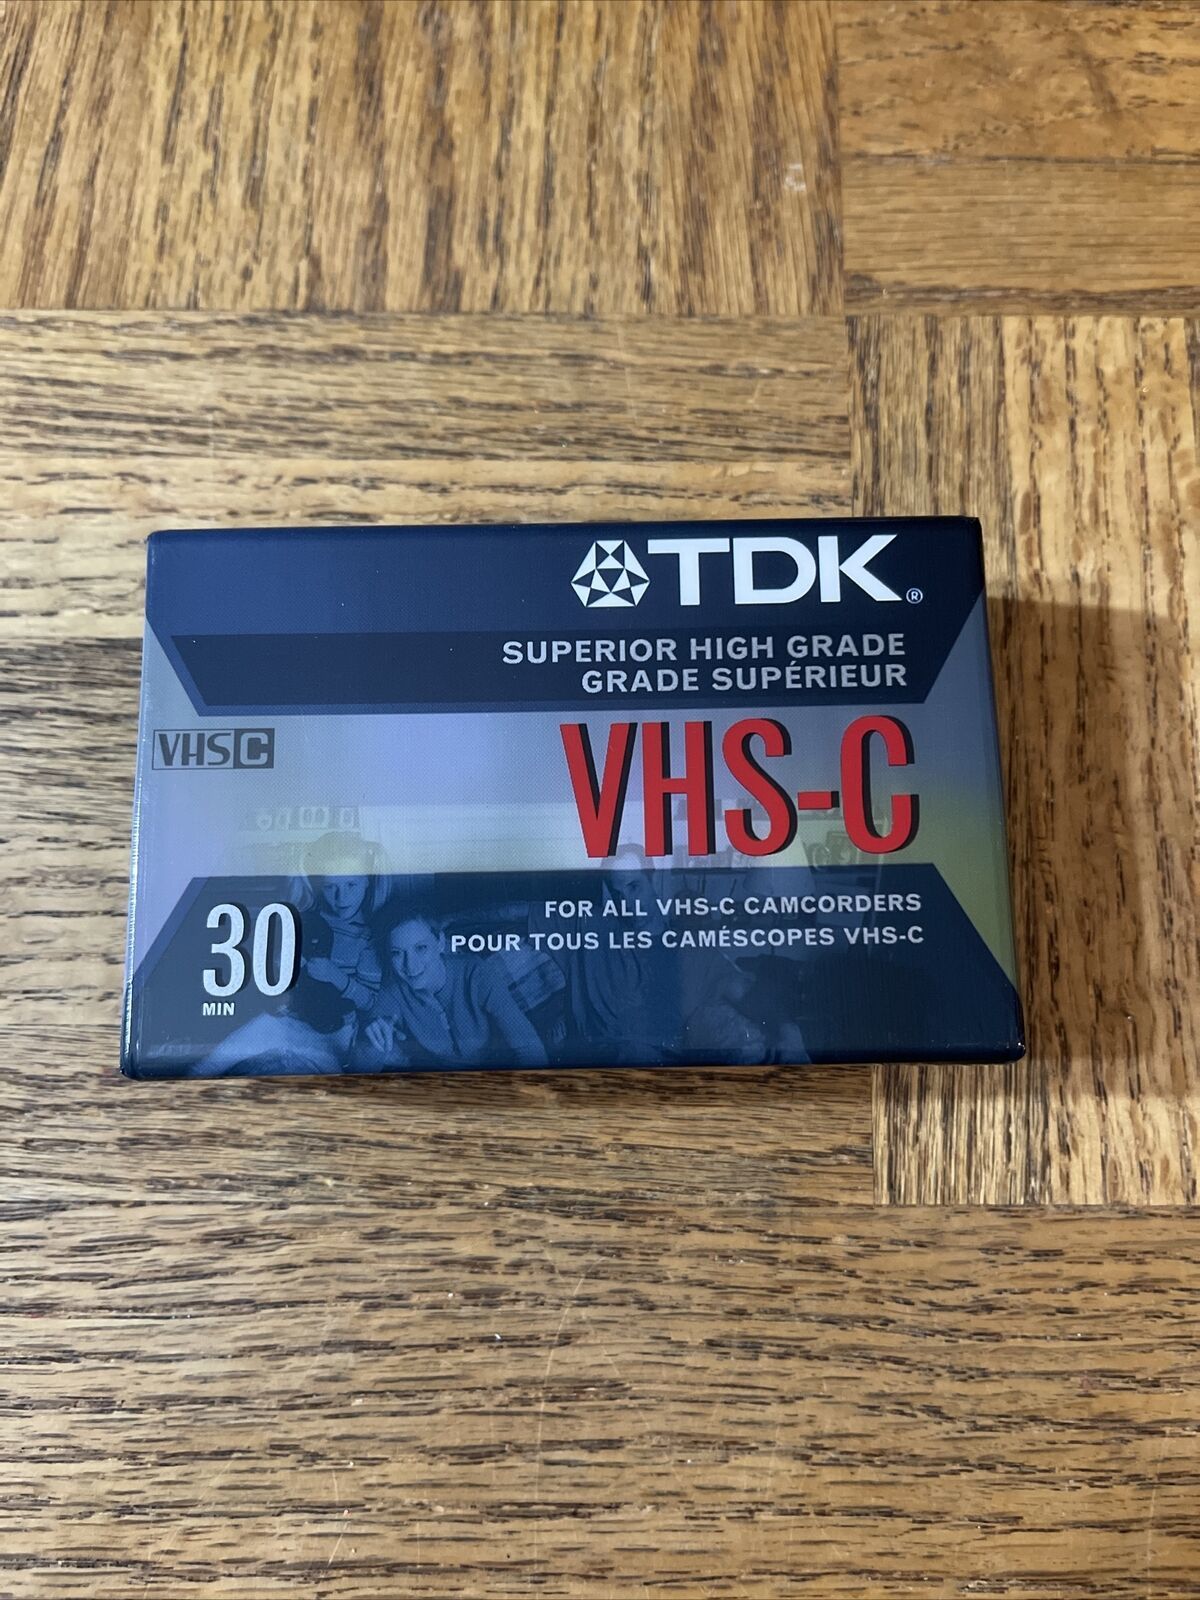 TDK®
SUPERIOR HIGH GRADE
GRADE SUPÉRIEUR
VHS C
VHS-C
30
MIN
FOR ALL VHS-C CAMCORDERS
POUR TOUS LES CAMÉSCOPES VHS-C